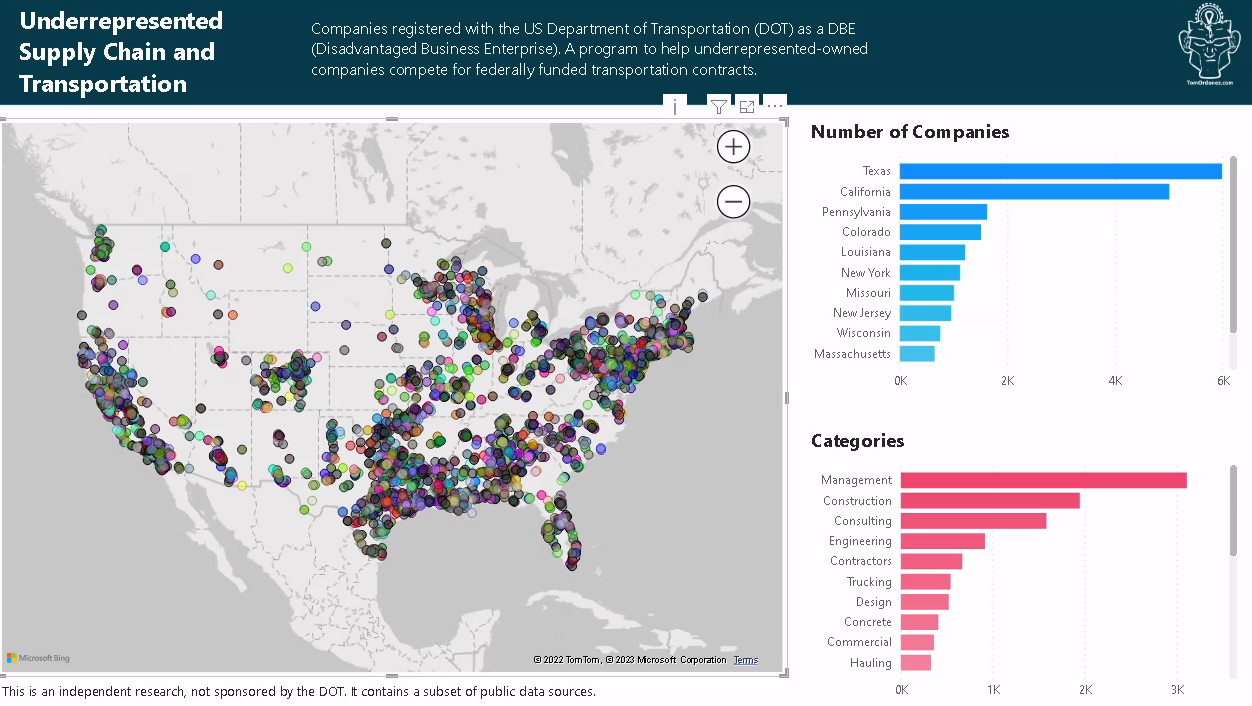 Underrepresented
Supply Chain and
Transportation
Companies registered with the US Department of Transportation (DOT) as a DBE
(Disadvantaged Business Enterprise). A program to help underrepresented-owned
companies compete for federally funded transportation contracts.
TomOrdonez.com
Number of Companies
Texas
California
Pennsylvania
Colorado
Louisiana
New York
Missouri
New Jersey
Wisconsin
Massachusetts
0K 2K 4K 6K
Categories
Management
Construction
Consulting
Engineering
Contractors
Trucking
Design
Concrete
Commercial
Hauling
0K 1K 2K 3K
Microsoft Bing
© 2022 TomTom, © 2023 Microsoft Corporation Terms
This is an independent research, not sponsored by the DOT. It contains a subset of public data sources.